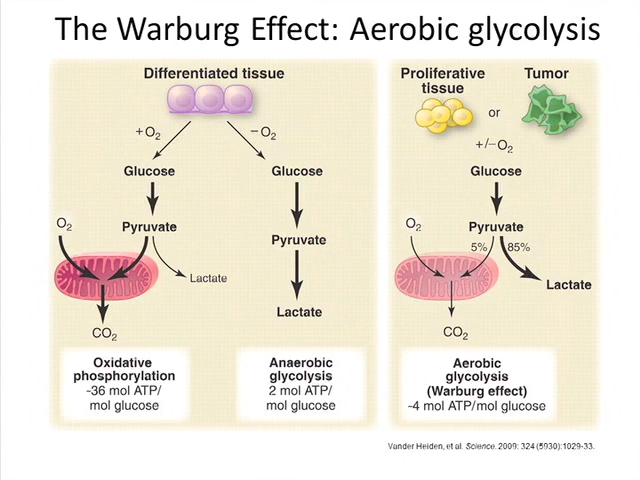 The Warburg Effect: Aerobic glycolysis
Differentiated tissue
+O2
−O2
Glucose
Glucose
O2
Pyruvate
Pyruvate
Lactate
Lactate
CO2
Oxidative
phosphorylation
~36 mol ATP/
mol glucose
Anaerobic
glycolysis
2 mol ATP/
mol glucose
Proliferative
tissue
or
Tumor
+/−O2
Glucose
O2
Pyruvate
5%
85%
Lactate
CO2
Aerobic
glycolysis
(Warburg effect)
~4 mol ATP/mol glucose
Vander Heiden, et al. Science. 2009: 324 (5930):1029-33.